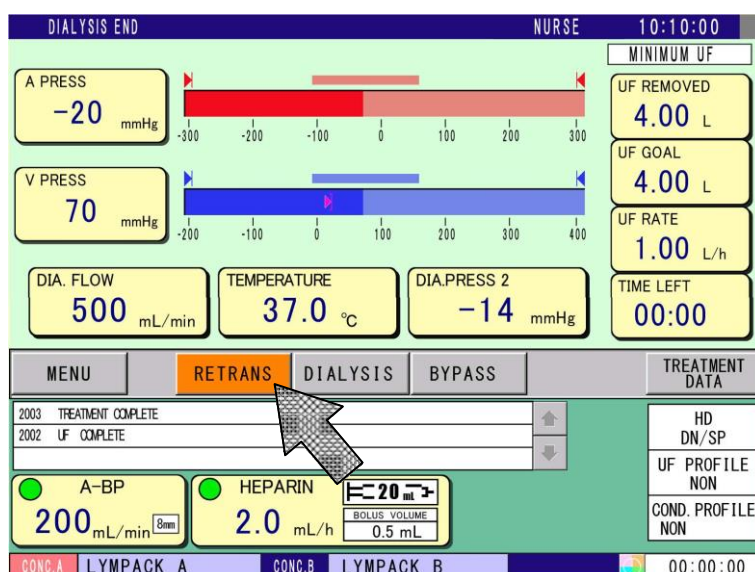 DIALYSIS END NURSE 10:10:00
MINIMUM UF
A PRESS
-20 mmHg
-300 -200 -100 0 100 200 300
UF REMOVED
4.00 L
UF GOAL
4.00 L
V PRESS
70 mmHg
-200 -100 0 100 200 300 400
UF RATE
1.00 L/h
DIA. FLOW
500 mL/min
TEMPERATURE
37.0 °C
DIA.PRESS 2
-14 mmHg
TIME LEFT
00:00
MENU RETRANS DIALYSIS BYPASS TREATMENT
DATA
2003 TREATMENT COMPLETE
2002 UF COMPLETE
HD
DN/SP
UF PROFILE
NON
COND. PROFILE
NON
A-BP
200 mL/min 8mm
HEPARIN
2.0 mL/h
20 mL
BOLUS VOLUME
0.5 mL
CONC.A LYMPACK A CONC.B LYMPACK B 00:00:00